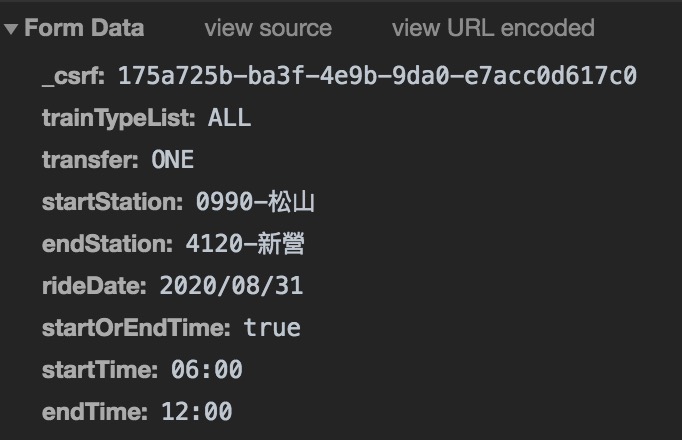 Form Data view source view URL encoded
_csrf: 175a725b-ba3f-4e9b-9da0-e7acc0d617c0
trainTypeList: ALL
transfer: ONE
startStation: 0990-松山
endStation: 4120-新營
rideDate: 2020/08/31
startOrEndTime: true
startTime: 06:00
endTime: 12:00